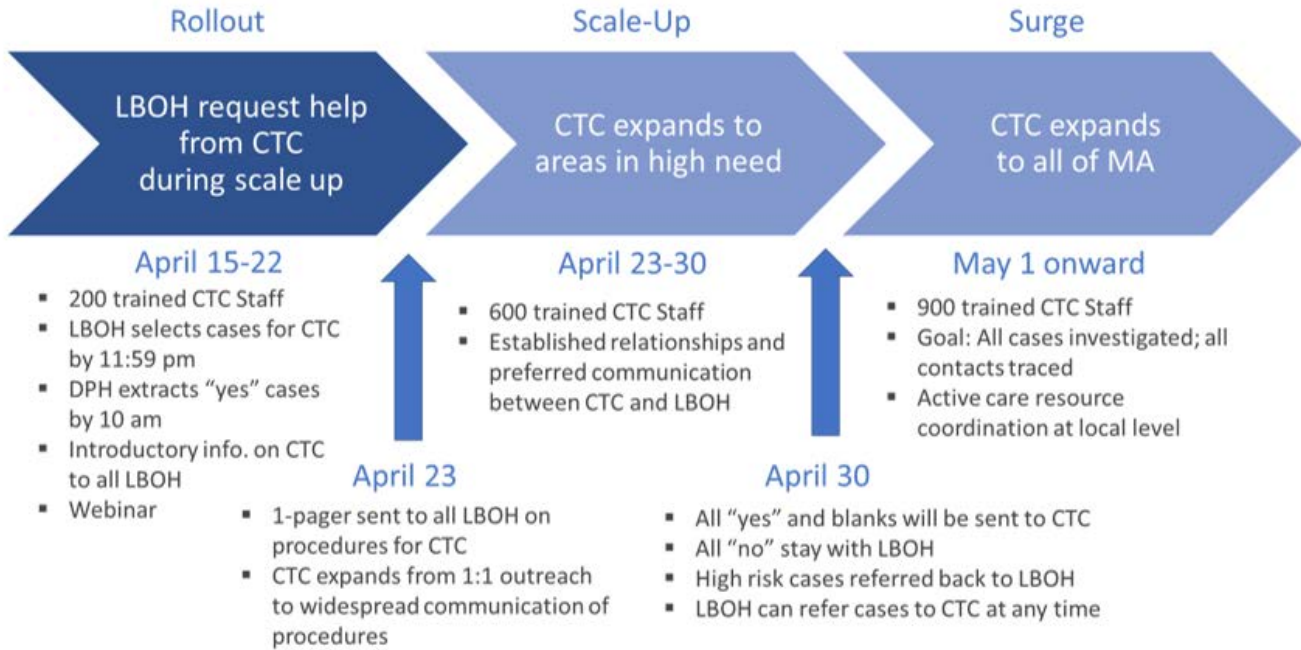 Rollout
Scale-Up
Surge
LBOH request help
from CTC
during scale up
CTC expands to
areas in high need
CTC expands
to all of MA
April 15-22
▪ 200 trained CTC Staff
▪ LBOH selects cases for CTC
by 11:59 pm
▪ DPH extracts “yes” cases
by 10 am
▪ Introductory info. on CTC
to all LBOH
▪ Webinar
April 23
▪ 1-pager sent to all LBOH on
procedures for CTC
▪ CTC expands from 1:1 outreach
to widespread communication of
procedures
April 23-30
▪ 600 trained CTC Staff
▪ Established relationships and
preferred communication
between CTC and LBOH
April 30
▪ All “yes” and blanks will be sent to CTC
▪ All “no” stay with LBOH
▪ High risk cases referred back to LBOH
▪ LBOH can refer cases to CTC at any time
May 1 onward
▪ 900 trained CTC Staff
▪ Goal: All cases investigated; all
contacts traced
▪ Active care resource
coordination at local level